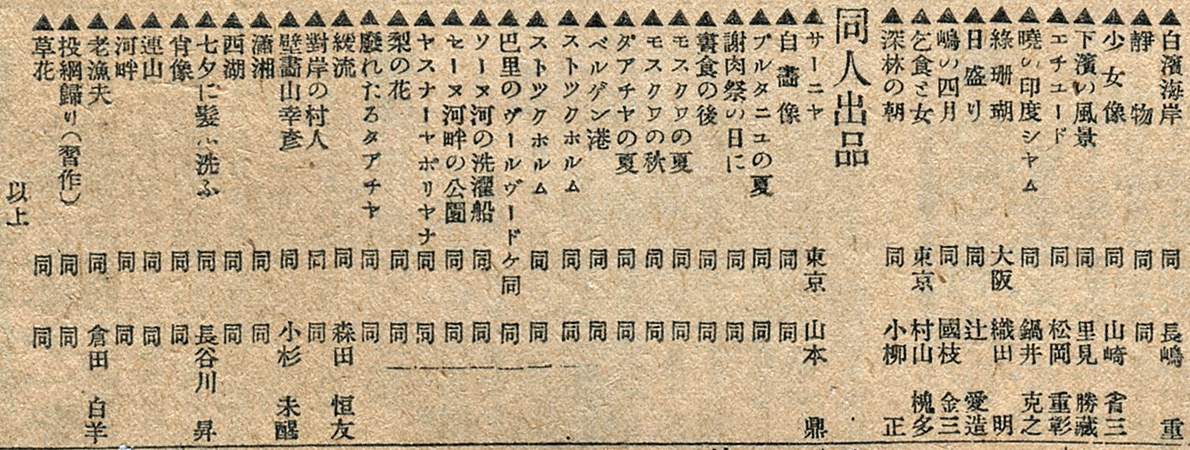 ▲白濱海岸 同 長嶋 重
▲靜物 同 同
▲少女像 同 山崎 省三
▲下濱の風景 同 里見 勝藏
▲エチユード 同 松岡 重彰
▲曉の印度シヤム 同 鍋井 克之
▲綠珊瑚 大阪 織田 明
▲日盛り 同 辻 愛造
▲嶋の四月 同 國枝 金三
▲乞食と女 東京 村山 槐多
▲深林の朝 同 小柳 正
同人出品
▲サーニヤ 東京 山本 鼎
▲自畵像 同 同
▲ブルタニユの夏 同 同
▲謝肉祭の日に 同 同
▲晝食の後 同 同
▲モスクワの夏 同 同
▲モスクワの秋 同 同
▲ダアチヤの夏 同 同
▲ベルゲン港 同 同
▲ストツクホルム 同 同
▲ストツクホルム 同 同
▲巴里のヴールヴードケ 同 同
▲ソーヌ河の洗濯船 同 同
▲セーヌ河畔の公園 同 同
▲ヤスナーヤポリヤナ 同 同
▲梨の花 同 同
▲廢れたるタアチヤ 同 同
▲緩流 同 森田 恒友
▲對岸の村人 同 同
▲壁畵山幸彥 同 小杉 未醒
▲瀟湘 同 同
▲西湖 同 同
▲七夕に髮洗ふ 同 長谷川 昇
▲肖像 同 同
▲連山 同 同
▲河畔 同 同
▲老漁夫 同 倉田 白羊
▲投網歸り(習作) 同 同
▲草花 同 同
以上